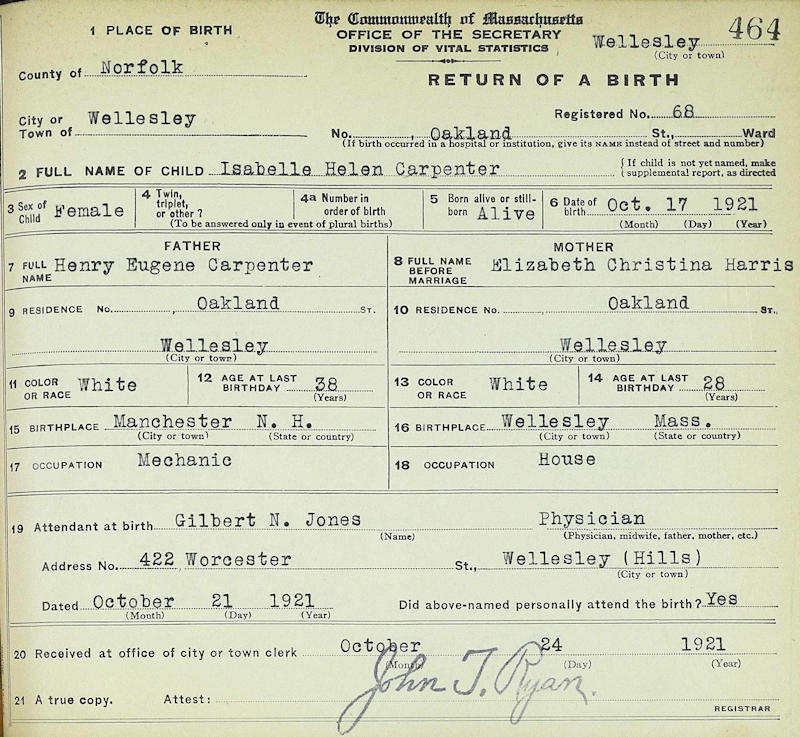 The Commonwealth of Massachusetts
464
1 PLACE OF BIRTH
OFFICE OF THE SECRETARY
DIVISION OF VITAL STATISTICS
Wellesley
(City or town)
County of Norfolk
RETURN OF A BIRTH
City or Town of Wellesley
Registered No. 68
No. , Oakland St., Ward
(If birth occurred in a hospital or institution, give its NAME instead of street and number)
2 FULL NAME OF CHILD Isabelle Helen Carpenter
{ If child is not yet named, make supplemental report, as directed
3 Sex of Child Female
4 Twin, triplet, or other?
4a Number in order of birth
(To be answered only in event of plural births)
5 Born alive or still-born Alive
6 Date of birth Oct. 17 1921
(Month) (Day) (Year)
FATHER
MOTHER
7 FULL NAME Henry Eugene Carpenter
8 FULL NAME BEFORE MARRIAGE Elizabeth Christina Harris
9 RESIDENCE No. , Oakland ST.
10 RESIDENCE No. Oakland ST.,
Wellesley
(City or town)
Wellesley
(City or town)
11 COLOR OR RACE White
12 AGE AT LAST BIRTHDAY 38
(Years)
13 COLOR OR RACE White
14 AGE AT LAST BIRTHDAY 28
(Years)
15 BIRTHPLACE Manchester N. H.
(City or town) (State or country)
16 BIRTHPLACE Wellesley Mass.
(City or town) (State or country)
17 OCCUPATION Mechanic
18 OCCUPATION House
19 Attendant at birth Gilbert N. Jones Physician
(Name) (Physician, midwife, father, mother, etc.)
Address No. 422 Worcester St., Wellesley (Hills)
(City or town)
Dated October 21 1921
(Month) (Day) (Year)
Did above-named personally attend the birth? Yes
20 Received at office of city or town clerk October 24 1921
(Month) (Day) (Year)
John T. Ryan.
21 A true copy. Attest:
REGISTRAR